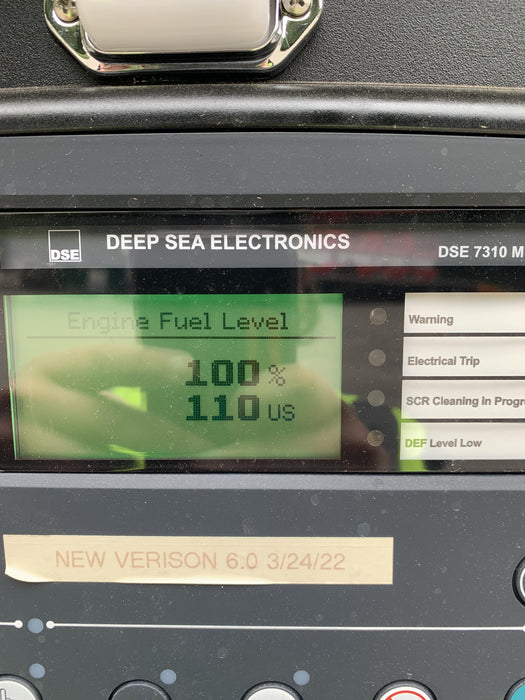 DSE
DEEP SEA ELECTRONICS
DSE 7310 M
Engine Fuel Level
100 %
110 US
Warning
Electrical Trip
SCR Cleaning in Progr
DEF Level Low
NEW VERISON 6.0 3/24/22